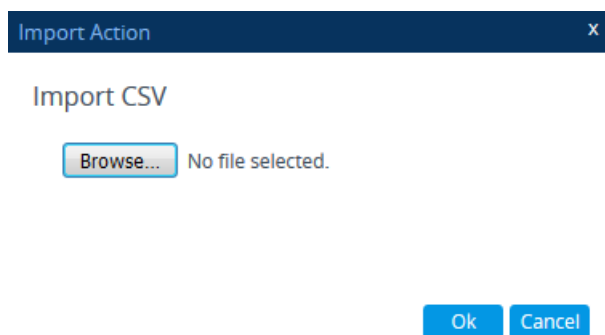 Import Action x
Import CSV
Browse... No file selected.
Ok Cancel